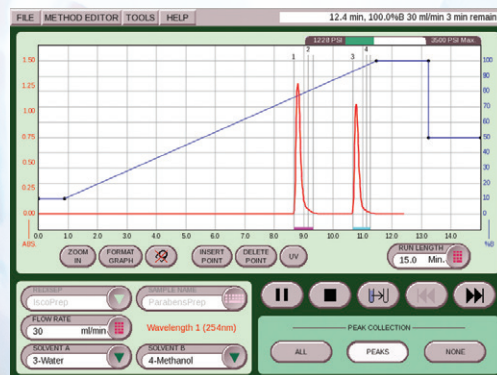 FILE METHOD EDITOR TOOLS HELP 12.4 min, 100.0%B 30 ml/min 3 min remain
1220 PSI 3500 PSI Max
1 2 3 4
1.50 100
90
1.25 80
1.00 70
60
0.75 50
0.50 40
30
0.25 20
0.00 10
0
0.0 1.0 2.0 3.0 4.0 5.0 6.0 7.0 8.0 9.0 10.0 11.0 12.0 13.0 14.0
ABS. %B
ZOOM IN FORMAT GRAPH INSERT POINT DELETE POINT UV
RUN LENGTH
15.0 Min.
REDISEP SAMPLE NAME
IscoPrep ParabensPrep
FLOW RATE
30 ml/min Wavelength 1 (254nm)
SOLVENT A SOLVENT B
3-Water 4-Methanol
PEAK COLLECTION
ALL PEAKS NONE